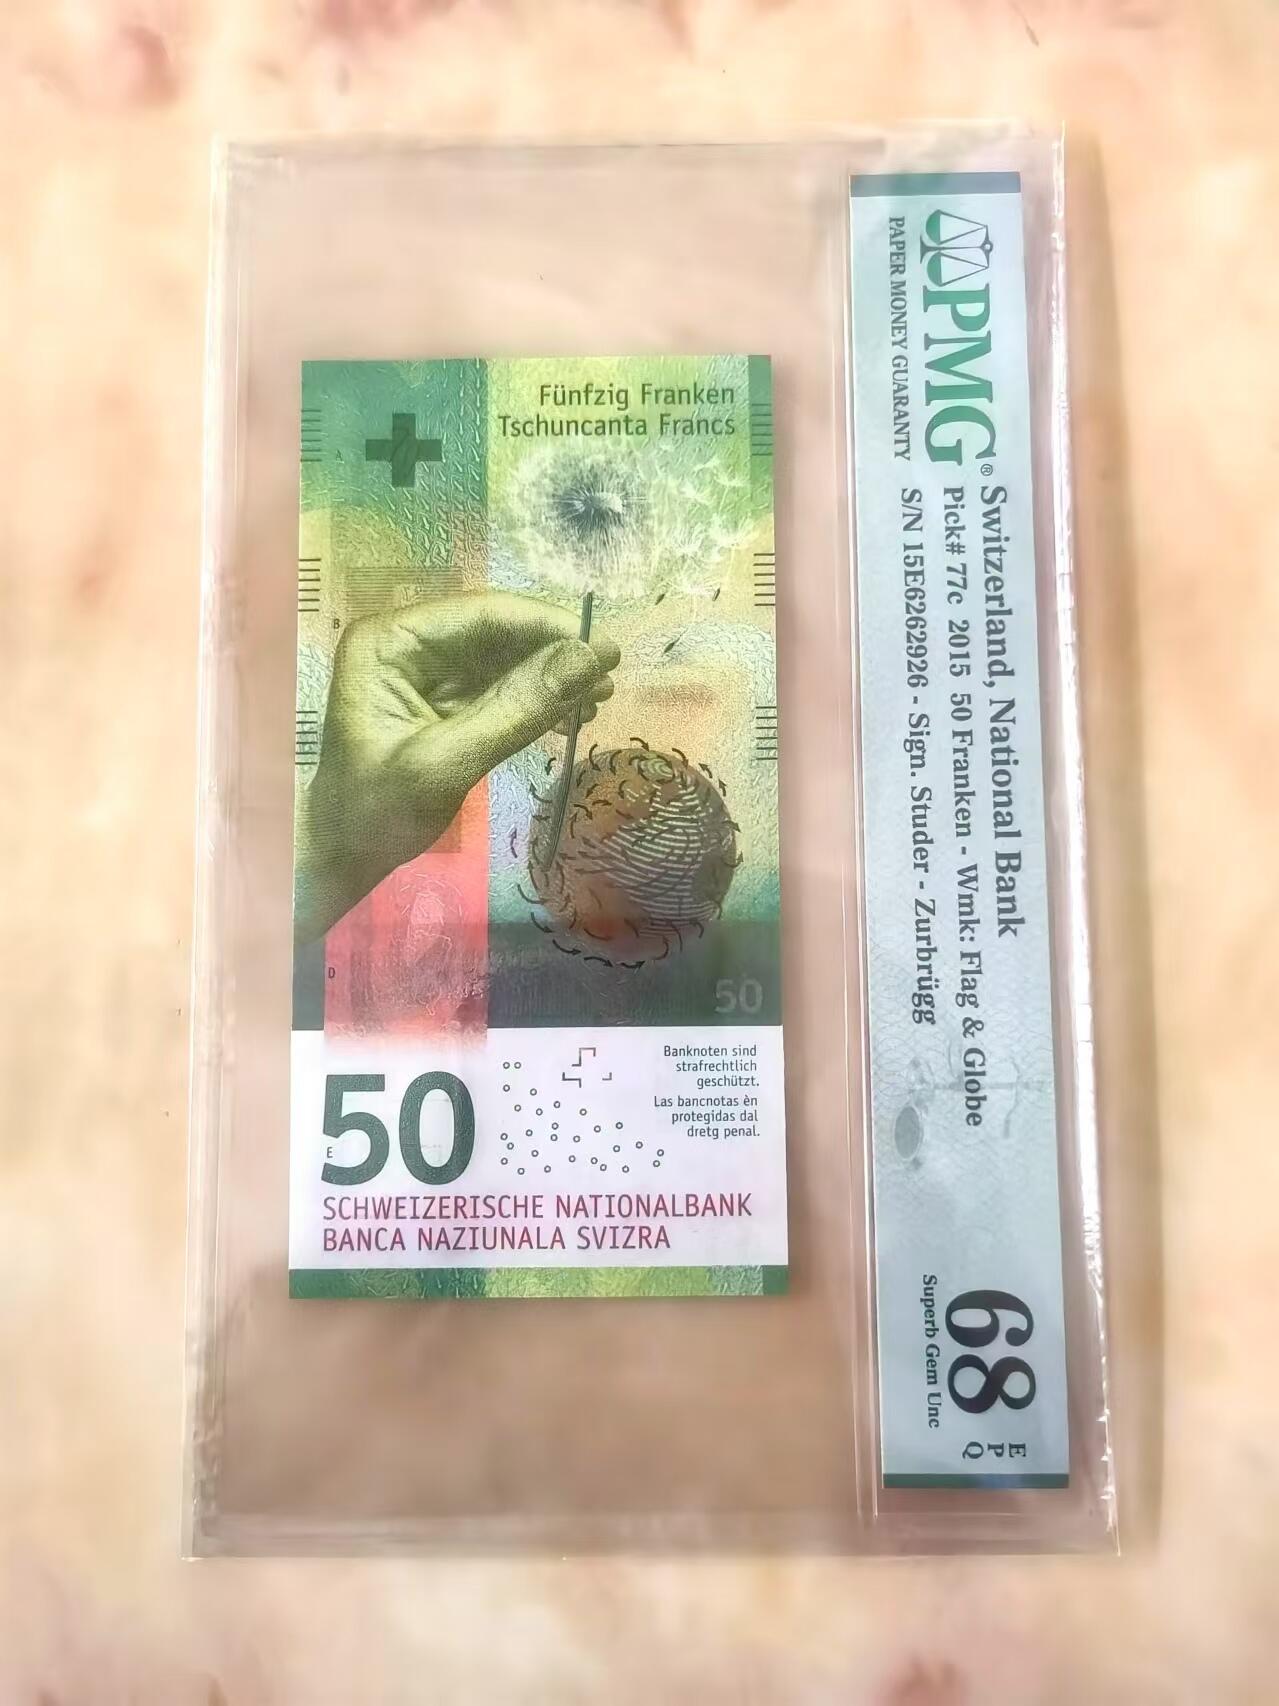 Fünfzig Franken
Tschuncanta Francs
A
B
D
50
Banknoten sind
strafrechtlich
geschützt.
Las bancnotas èn
protegidas dal
dretg penal.
50
E
SCHWEIZERISCHE NATIONALBANK
BANCA NAZIUNALA SVIZRA
PMG®
PAPER MONEY GUARANTY
Switzerland, National Bank
Pick# 77c 2015 50 Franken - Wmk: Flag & Globe
S/N 15E6262926 - Sign. Studer - Zurbrügg
68
EPQ
Superb Gem Unc